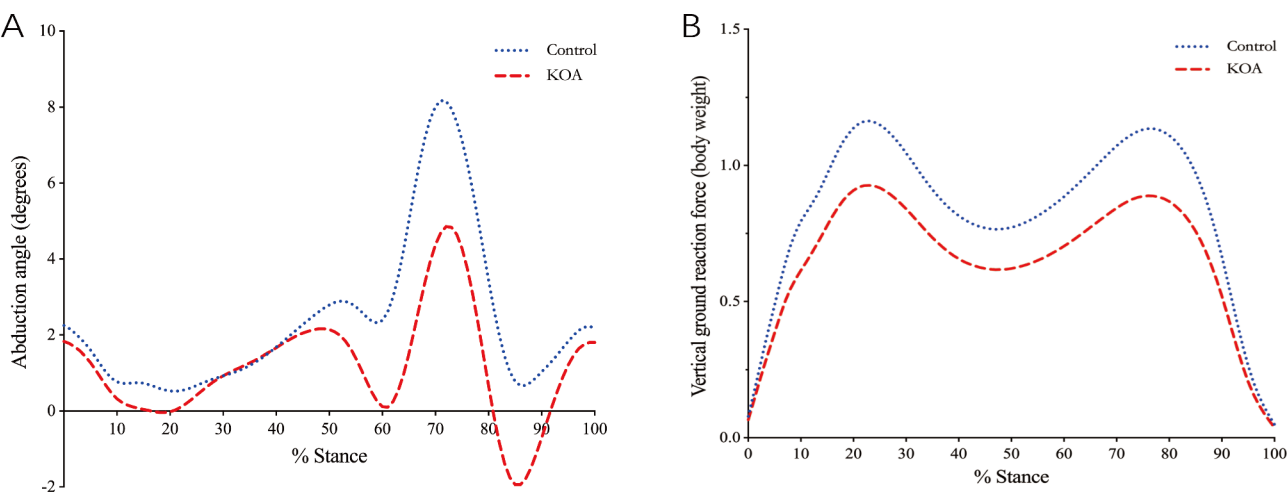 A
10
8
6
4
2
0
-2
Abduction angle (degrees)
10 20 30 40 50 60 70 80 90 100
% Stance
Control
KOA
B
1.5
1.0
0.5
0.0
Vertical ground reaction force (body weight)
0 10 20 30 40 50 60 70 80 90 100
% Stance
Control
KOA